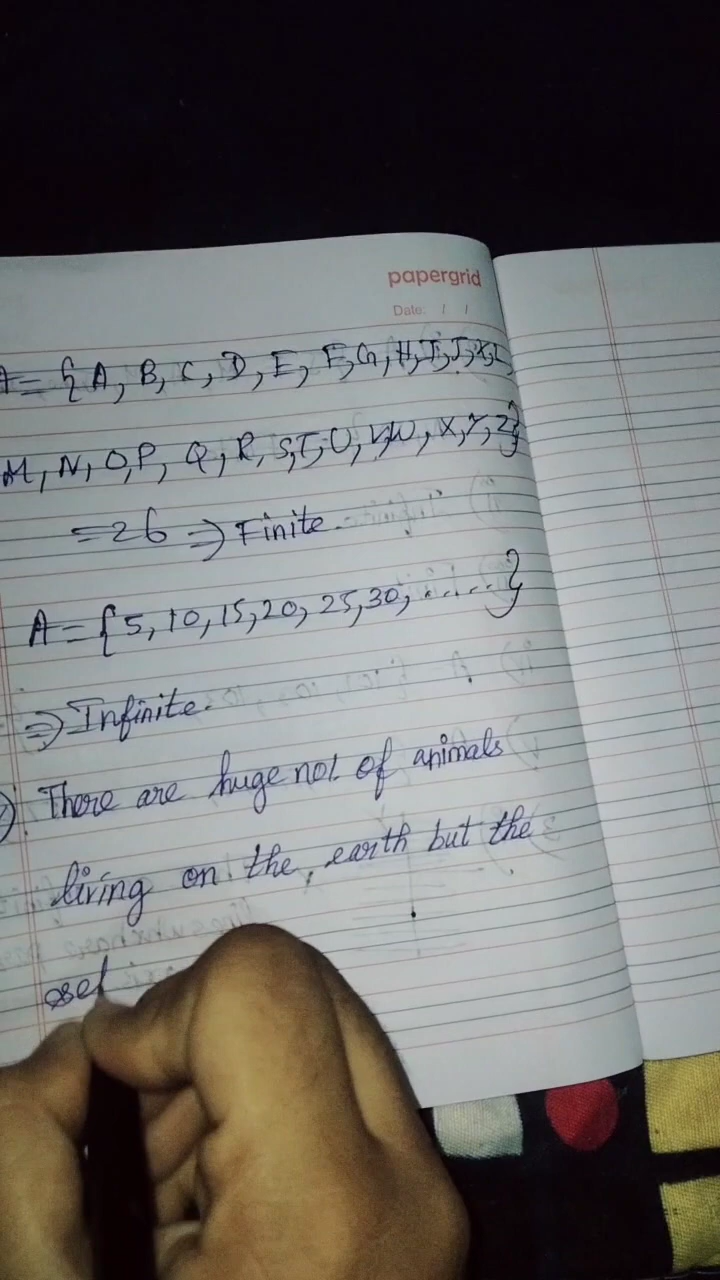 papergrid
Date: / /
A = { A, B, C, D, E, F, G, H, I, J, K, L,
M, N, O, P, Q, R, S, T, U, V, W, X, Y, Z}
= 26 ⇒ Finite.
A = { 5, 10, 15, 20, 25, 30, ...... }
⇒ Infinite.
There are huge not of animals
living on the, earth but the
set